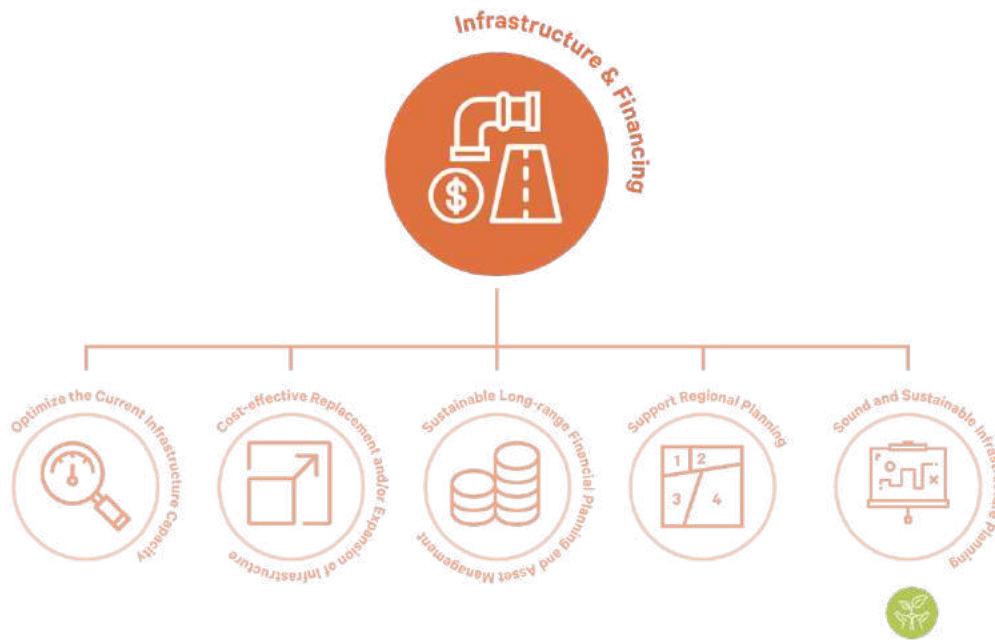 Infrastructure & Financing
$
Optimize the Current Infrastructure Capacity
Cost-effective Replacement and/or Expansion of Infrastructure
Sustainable Long-range Financial Planning and Asset Management
Support Regional Planning
1 2
3 4
Sound and Sustainable Infrastructure Planning